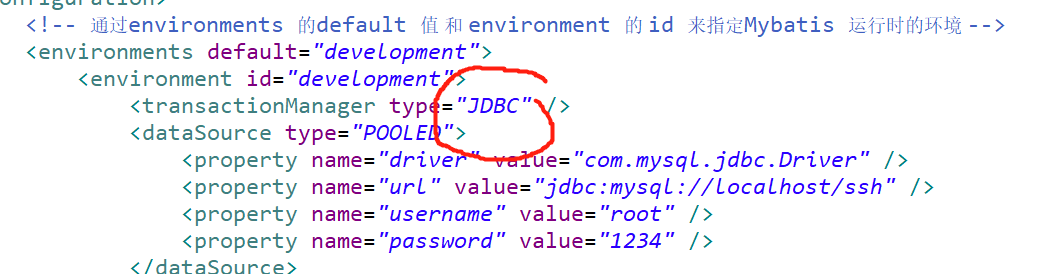 <!-- 通过environments 的default 值 和 environment 的 id 来指定Mybatis 运行时的环境 -->
<environments default="development">
<environment id="development">
<transactionManager type="JDBC" />
<dataSource type="POOLED">
<property name="driver" value="com.mysql.jdbc.Driver" />
<property name="url" value="jdbc:mysql://localhost/ssh" />
<property name="username" value="root" />
<property name="password" value="1234" />
</dataSource>